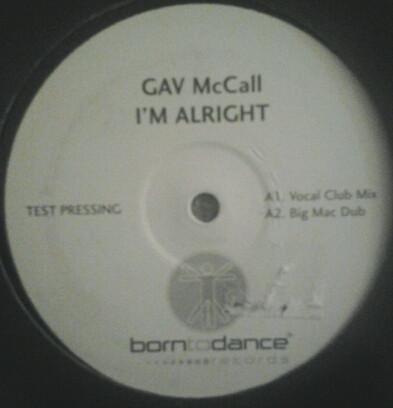 GAV McCall
I'M ALRIGHT
TEST PRESSING
A1. Vocal Club Mix
A2. Big Mac Dub
borntodance
records